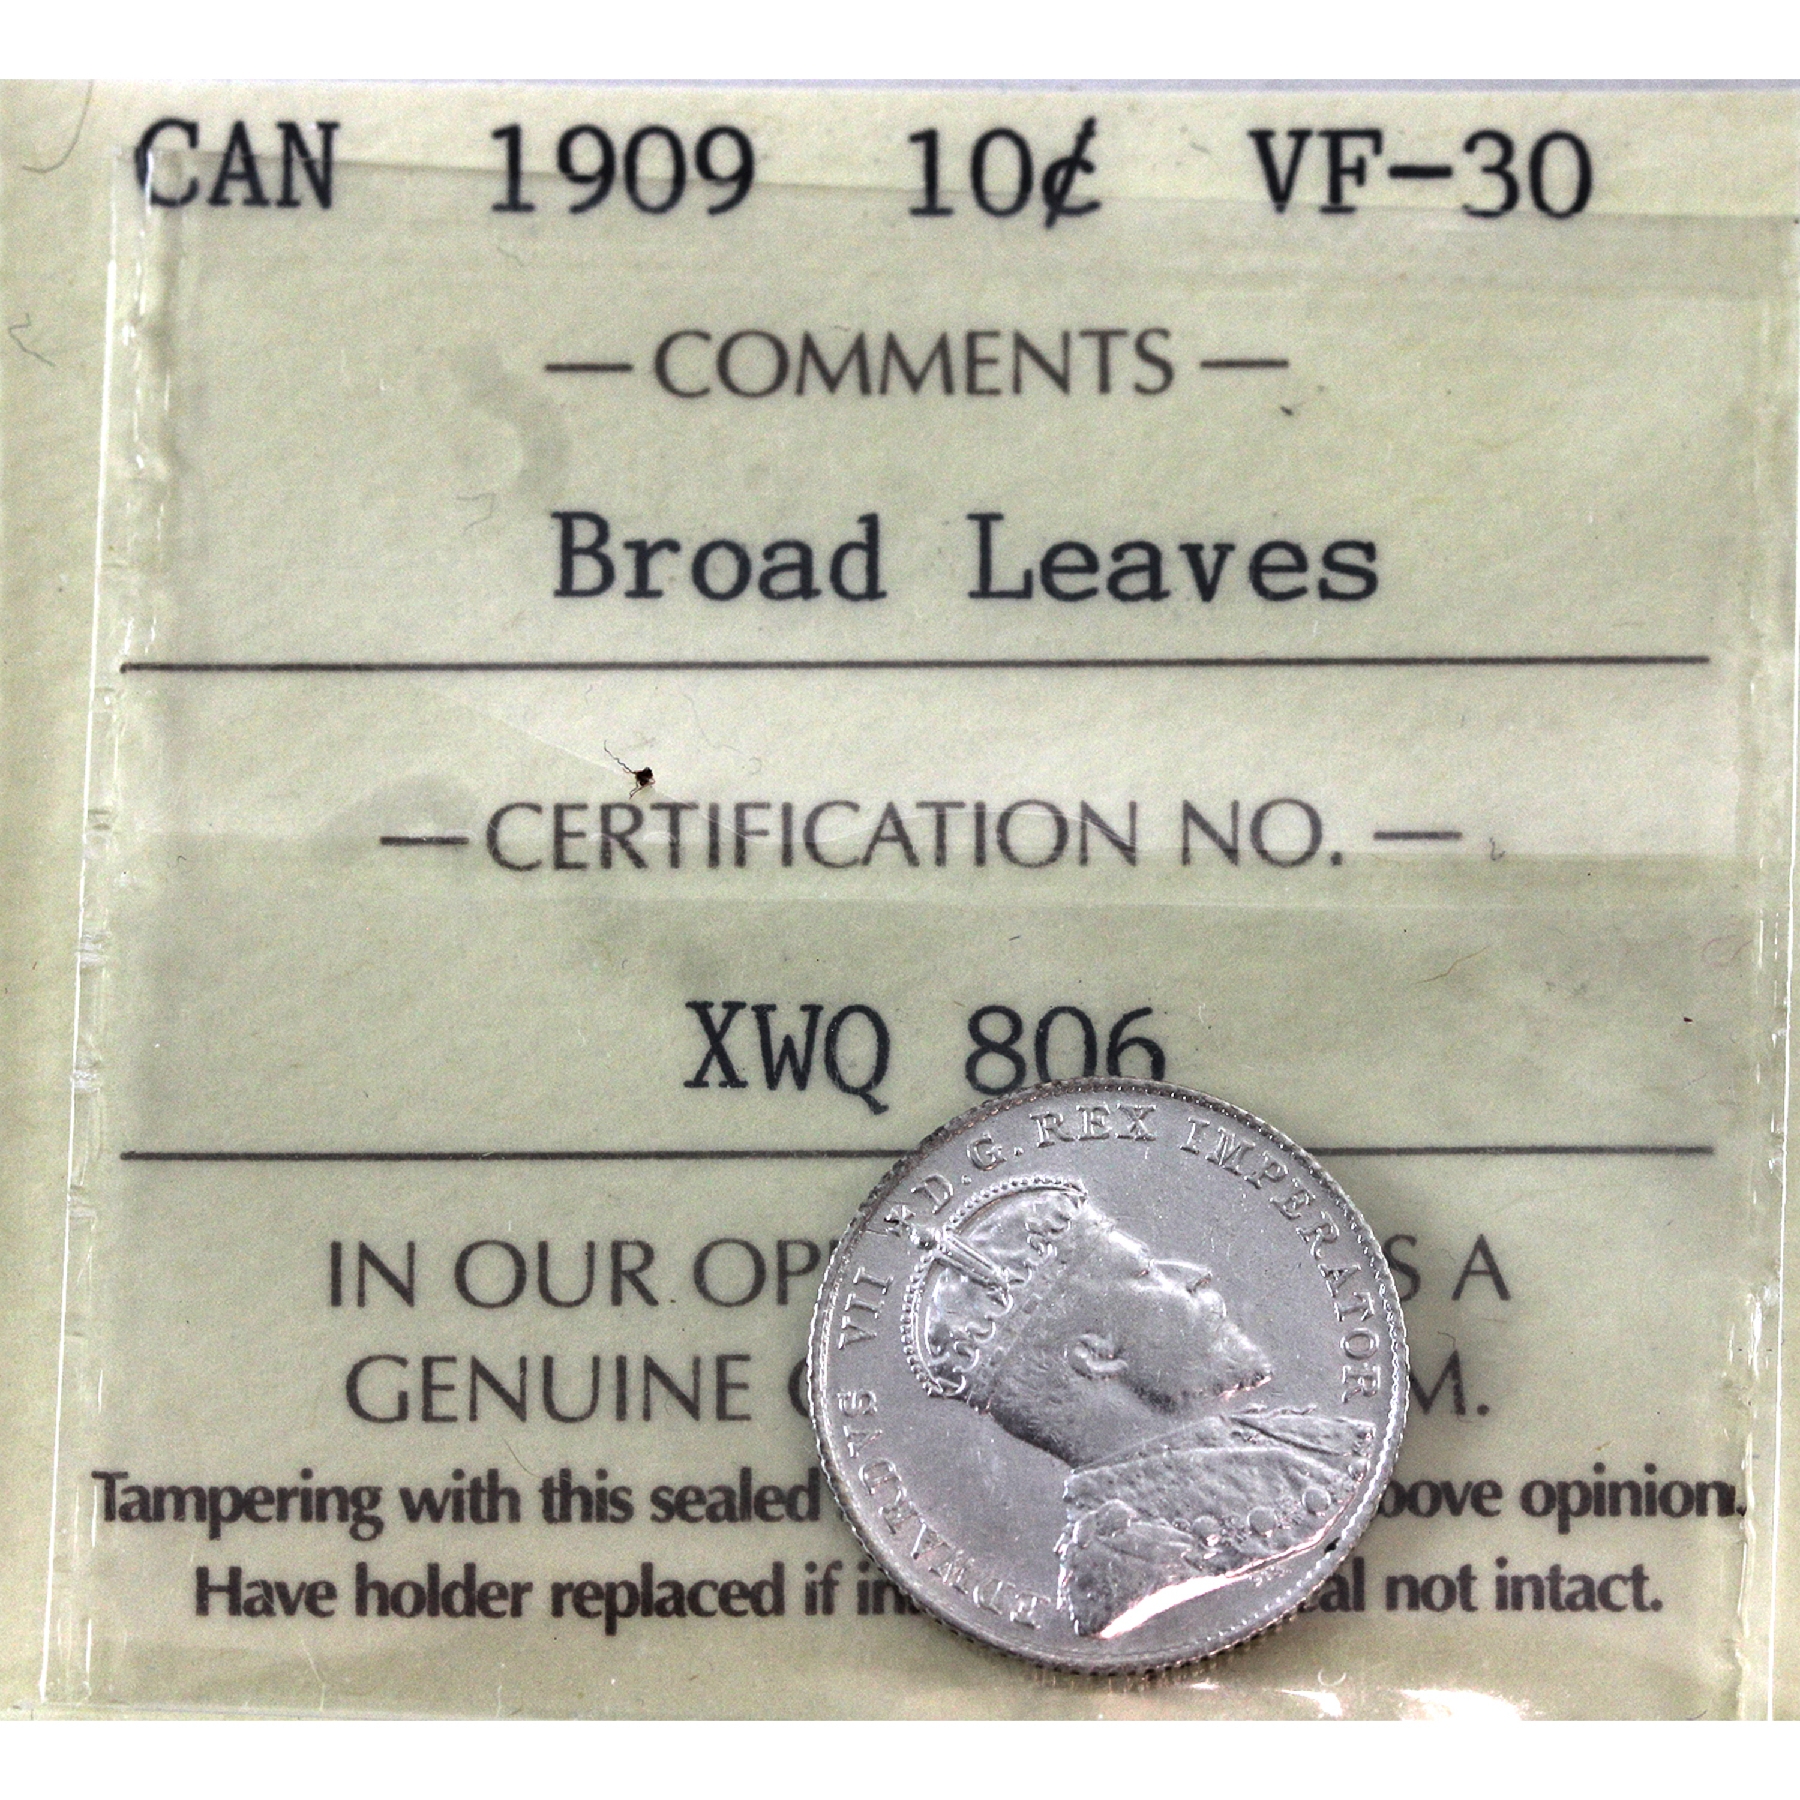 CAN 1909 10¢ VF-30
— COMMENTS —
Broad Leaves
— CERTIFICATION NO. —
XWQ 806
IN OUR OP S A
GENUINE M.
Tampering with this sealed opinion.
Have holder replaced if not intact.
EDWARDVS VII D.G. REX IMPERATOR